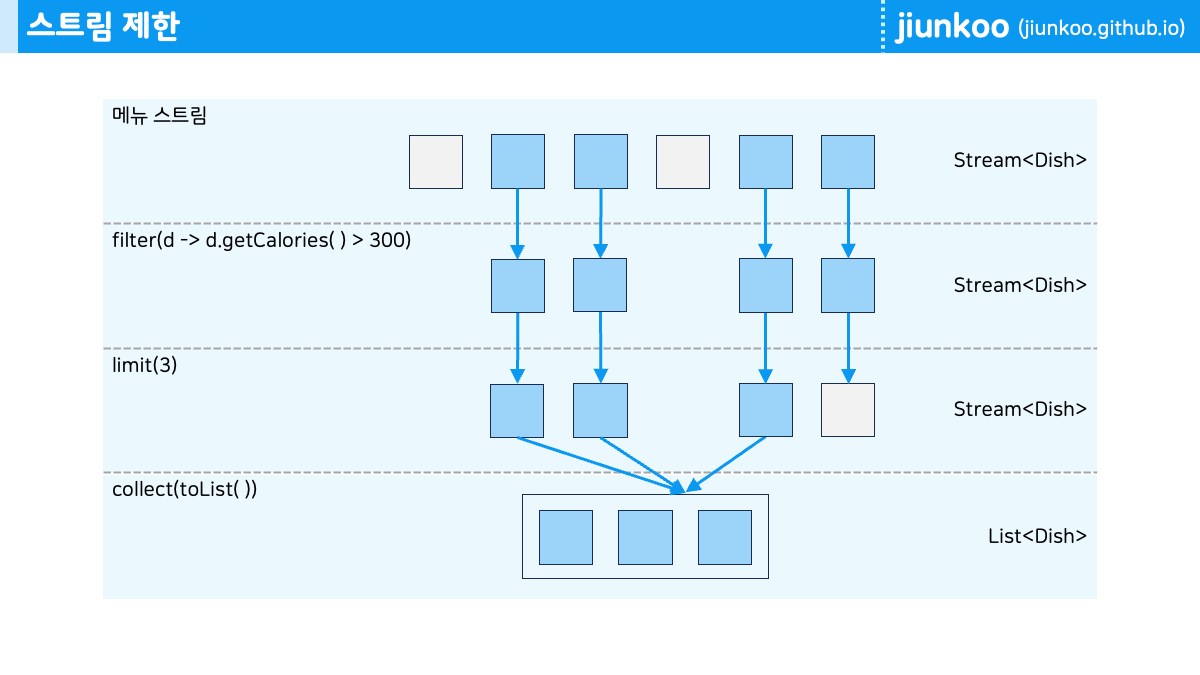 스트림 제한
jiunkoo (jiunkoo.github.io)
메뉴 스트림
Stream<Dish>
filter(d -> d.getCalories( ) > 300)
Stream<Dish>
limit(3)
Stream<Dish>
collect(toList( ))
List<Dish>